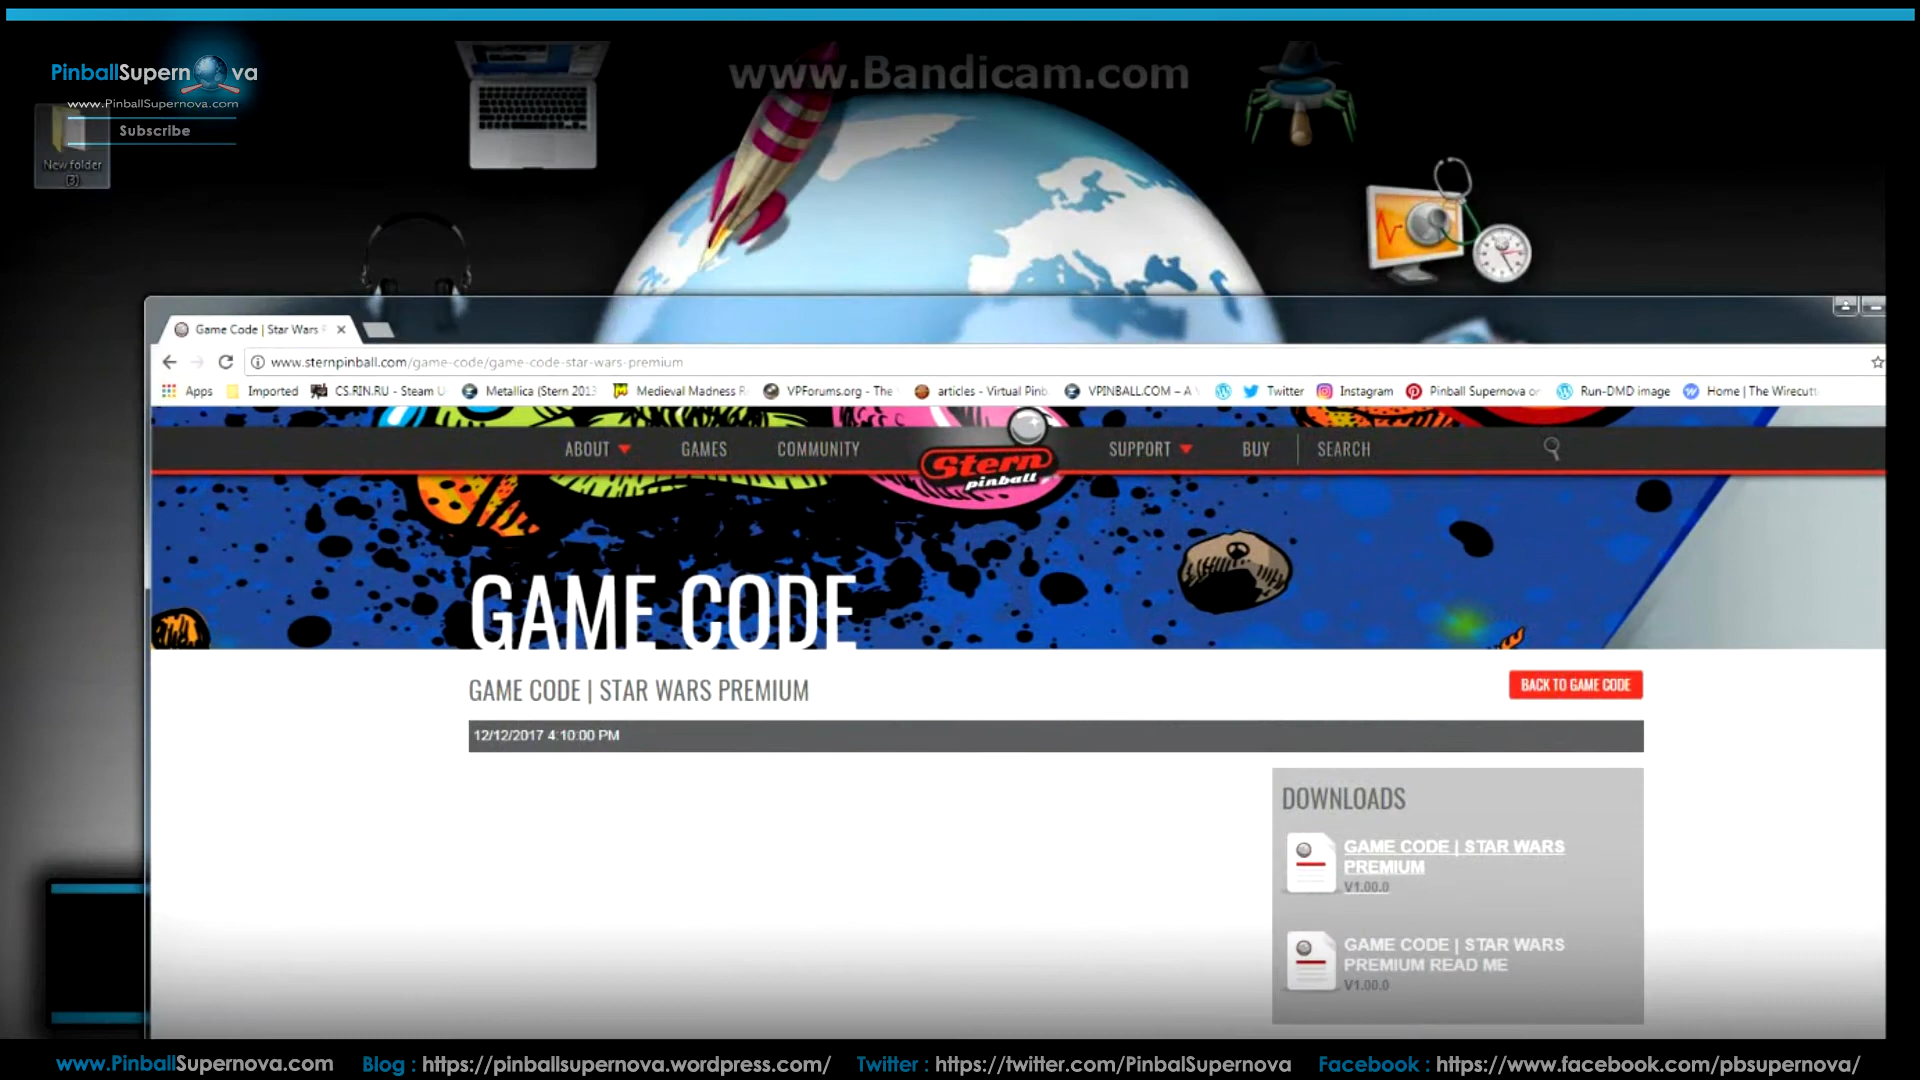 PinballSupernova
www.PinballSupernova.com
Subscribe
New folder
(3)
www.Bandicam.com
Game Code | Star Wars
www.sternpinball.com/game-code/game-code-star-wars-premium
Apps Imported CS.RIN.RU - Steam U Metallica (Stern 2013 Medieval Madness R VPForums.org - The articles - Virtual Pinb VPINBALL.COM – A Twitter Instagram Pinball Supernova or Run-DMD image Home | The Wirecutt
ABOUT GAMES COMMUNITY Stern pinball SUPPORT BUY SEARCH
GAME CODE
GAME CODE | STAR WARS PREMIUM
BACK TO GAME CODE
12/12/2017 4:10:00 PM
DOWNLOADS
GAME CODE | STAR WARS
PREMIUM
V1.00.0
GAME CODE | STAR WARS
PREMIUM READ ME
V1.00.0
www.PinballSupernova.com Blog : https://pinballsupernova.wordpress.com/ Twitter : https://twitter.com/PinbalSupernova Facebook : https://www.facebook.com/pbsupernova/